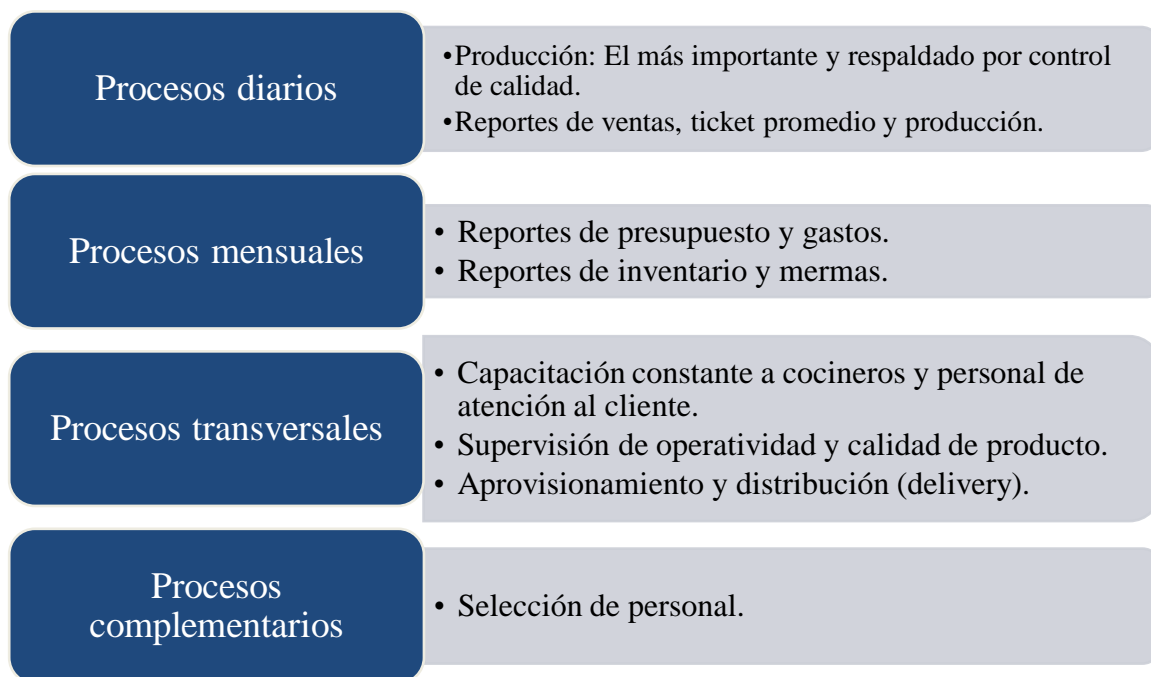 Procesos diarios
•Producción: El más importante y respaldado por control
de calidad.
•Reportes de ventas, ticket promedio y producción.
Procesos mensuales
• Reportes de presupuesto y gastos.
• Reportes de inventario y mermas.
Procesos transversales
• Capacitación constante a cocineros y personal de
atención al cliente.
• Supervisión de operatividad y calidad de producto.
• Aprovisionamiento y distribución (delivery).
Procesos
complementarios
• Selección de personal.